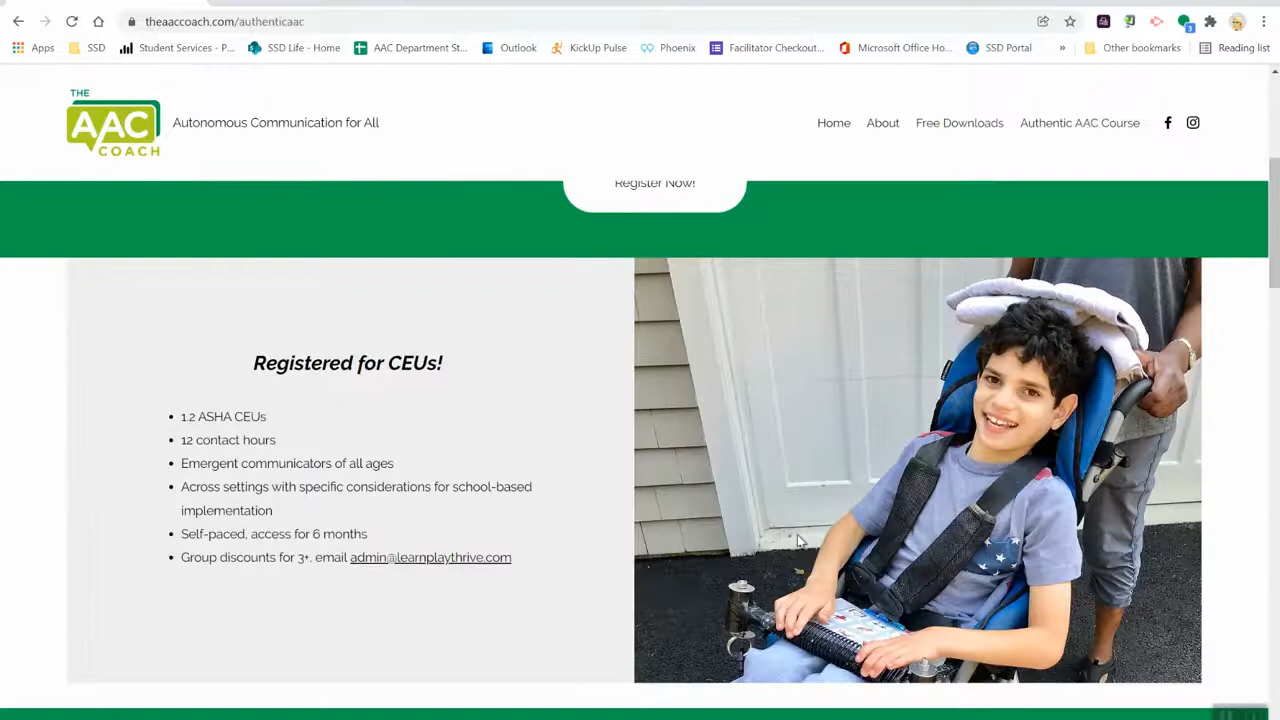 theaaccoach.com/authenticaac
3
Apps SSD Student Services - P... SSD Life - Home AAC Department St... Outlook KickUp Pulse Phoenix Facilitator Checkout... Microsoft Office Ho... SSD Portal » Other bookmarks Reading list
THE
AAC
COACH
Autonomous Communication for All
Home About Free Downloads Authentic AAC Course
Register Now!
Registered for CEUs!
• 1.2 ASHA CEUs
• 12 contact hours
• Emergent communicators of all ages
• Across settings with specific considerations for school-based
implementation
• Self-paced, access for 6 months
• Group discounts for 3+, email admin@learnplaythrive.com